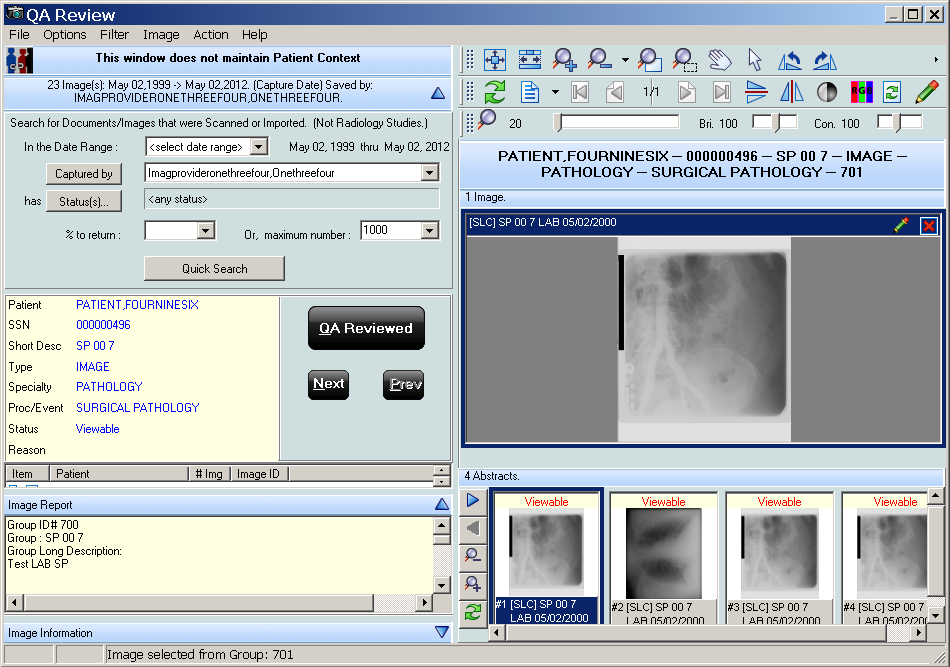 QA Review
File Options Filter Image Action Help
This window does not maintain Patient Context
23 Image(s): May 02,1999 -> May 02,2012. (Capture Date) Saved by:
IMAGPROVIDERONETHREEFOUR,ONETHREEFOUR.
Search for Documents/Images that were Scanned or Imported. (Not Radiology Studies.)
In the Date Range : <select date range> May 02, 1999 thru May 02, 2012
Captured by Imagprovideronethreefour,Onethreefour
has Status(s)... <any status>
% to return : Or, maximum number : 1000
Quick Search
Patient PATIENT,FOURNINESIX
SSN 000000496
Short Desc SP 00 7
Type IMAGE
Specialty PATHOLOGY
Proc/Event SURGICAL PATHOLOGY
Status Viewable
Reason
QA Reviewed
Next Prev
Item Patient # Img Image ID
Image Report
Group ID# 700
Group : SP 00 7
Group Long Description:
Test LAB SP
Image Information
Image selected from Group: 701
1/1
RGB
20 Bri. 100 Con. 100
PATIENT,FOURNINESIX – 000000496 – SP 00 7 – IMAGE –
PATHOLOGY – SURGICAL PATHOLOGY – 701
1 Image.
[SLC] SP 00 7 LAB 05/02/2000
4 Abstracts.
Viewable Viewable Viewable Viewable
#1 [SLC] SP 00 7 #2 [SLC] SP 00 7 #3 [SLC] SP 00 7 #4 [SLC] SP 00 7
LAB 05/02/2000 LAB 05/02/2000 LAB 05/02/2000 LAB 05/02/2000